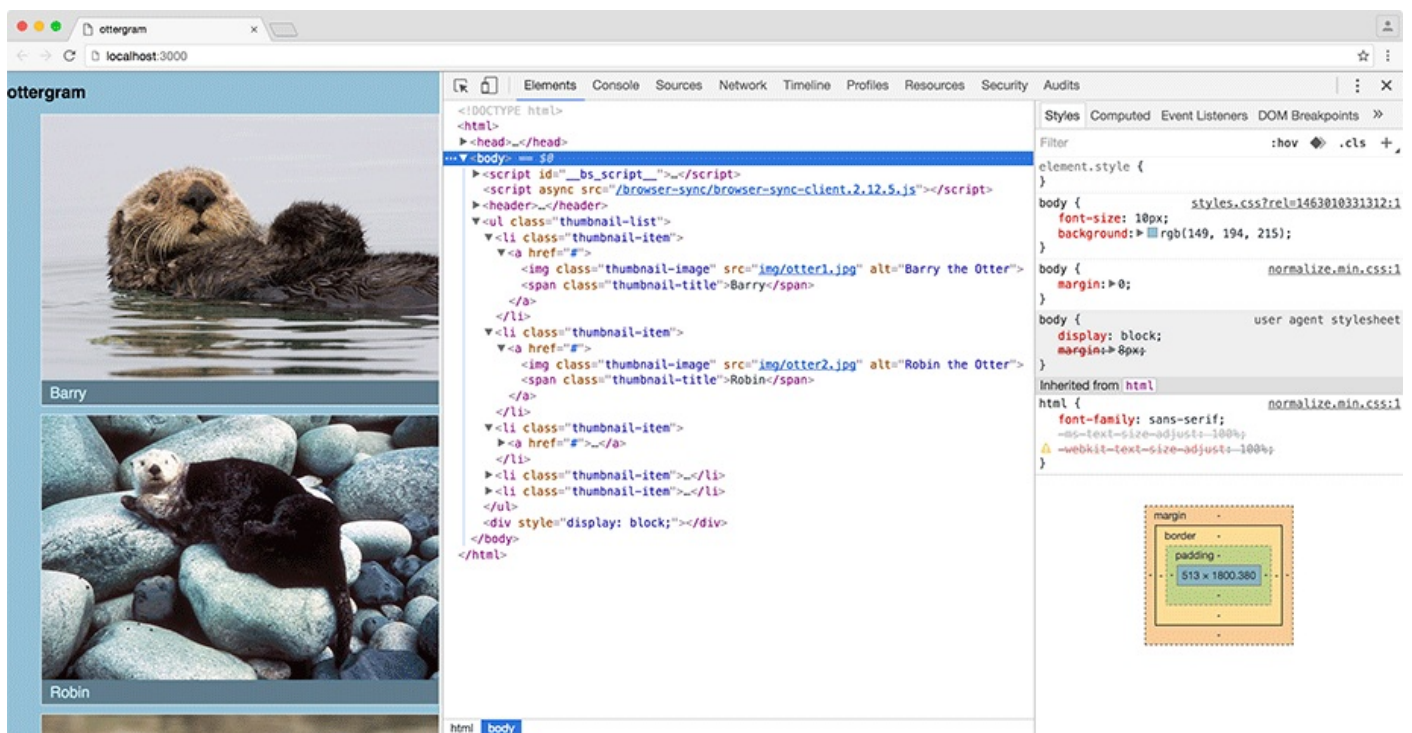 ottergram
localhost:3000
ottergram
Barry
Robin
Elements Console Sources Network Timeline Profiles Resources Security Audits
<!DOCTYPE html>
<html>
▶<head>…</head>
…▼<body> == $0
▶<script id="__bs_script__">…</script>
<script async src="/browser-sync/browser-sync-client.2.12.5.js"></script>
▶<header>…</header>
▼<ul class="thumbnail-list">
▼<li class="thumbnail-item">
▼<a href="#">
<img class="thumbnail-image" src="img/otter1.jpg" alt="Barry the Otter">
<span class="thumbnail-title">Barry</span>
</a>
</li>
▼<li class="thumbnail-item">
▼<a href="#">
<img class="thumbnail-image" src="img/otter2.jpg" alt="Robin the Otter">
<span class="thumbnail-title">Robin</span>
</a>
</li>
▼<li class="thumbnail-item">
▶<a href="#">…</a>
</li>
▶<li class="thumbnail-item">…</li>
▶<li class="thumbnail-item">…</li>
</ul>
<div style="display: block;"></div>
</body>
</html>
html body
Styles Computed Event Listeners DOM Breakpoints »
Filter :hov .cls +
element.style {
}
body { styles.css?rel=1463010331312:1
font-size: 10px;
background:▶ rgb(149, 194, 215);
}
body { normalize.min.css:1
margin:▶0;
}
body { user agent stylesheet
display: block;
margin:▶8px;
}
Inherited from html
html { normalize.min.css:1
font-family: sans-serif;
-ms-text-size-adjust: 100%;
-webkit-text-size-adjust: 100%;
}
margin -
border -
padding -
- - - 513 × 1800.380 - - -
-
-
-